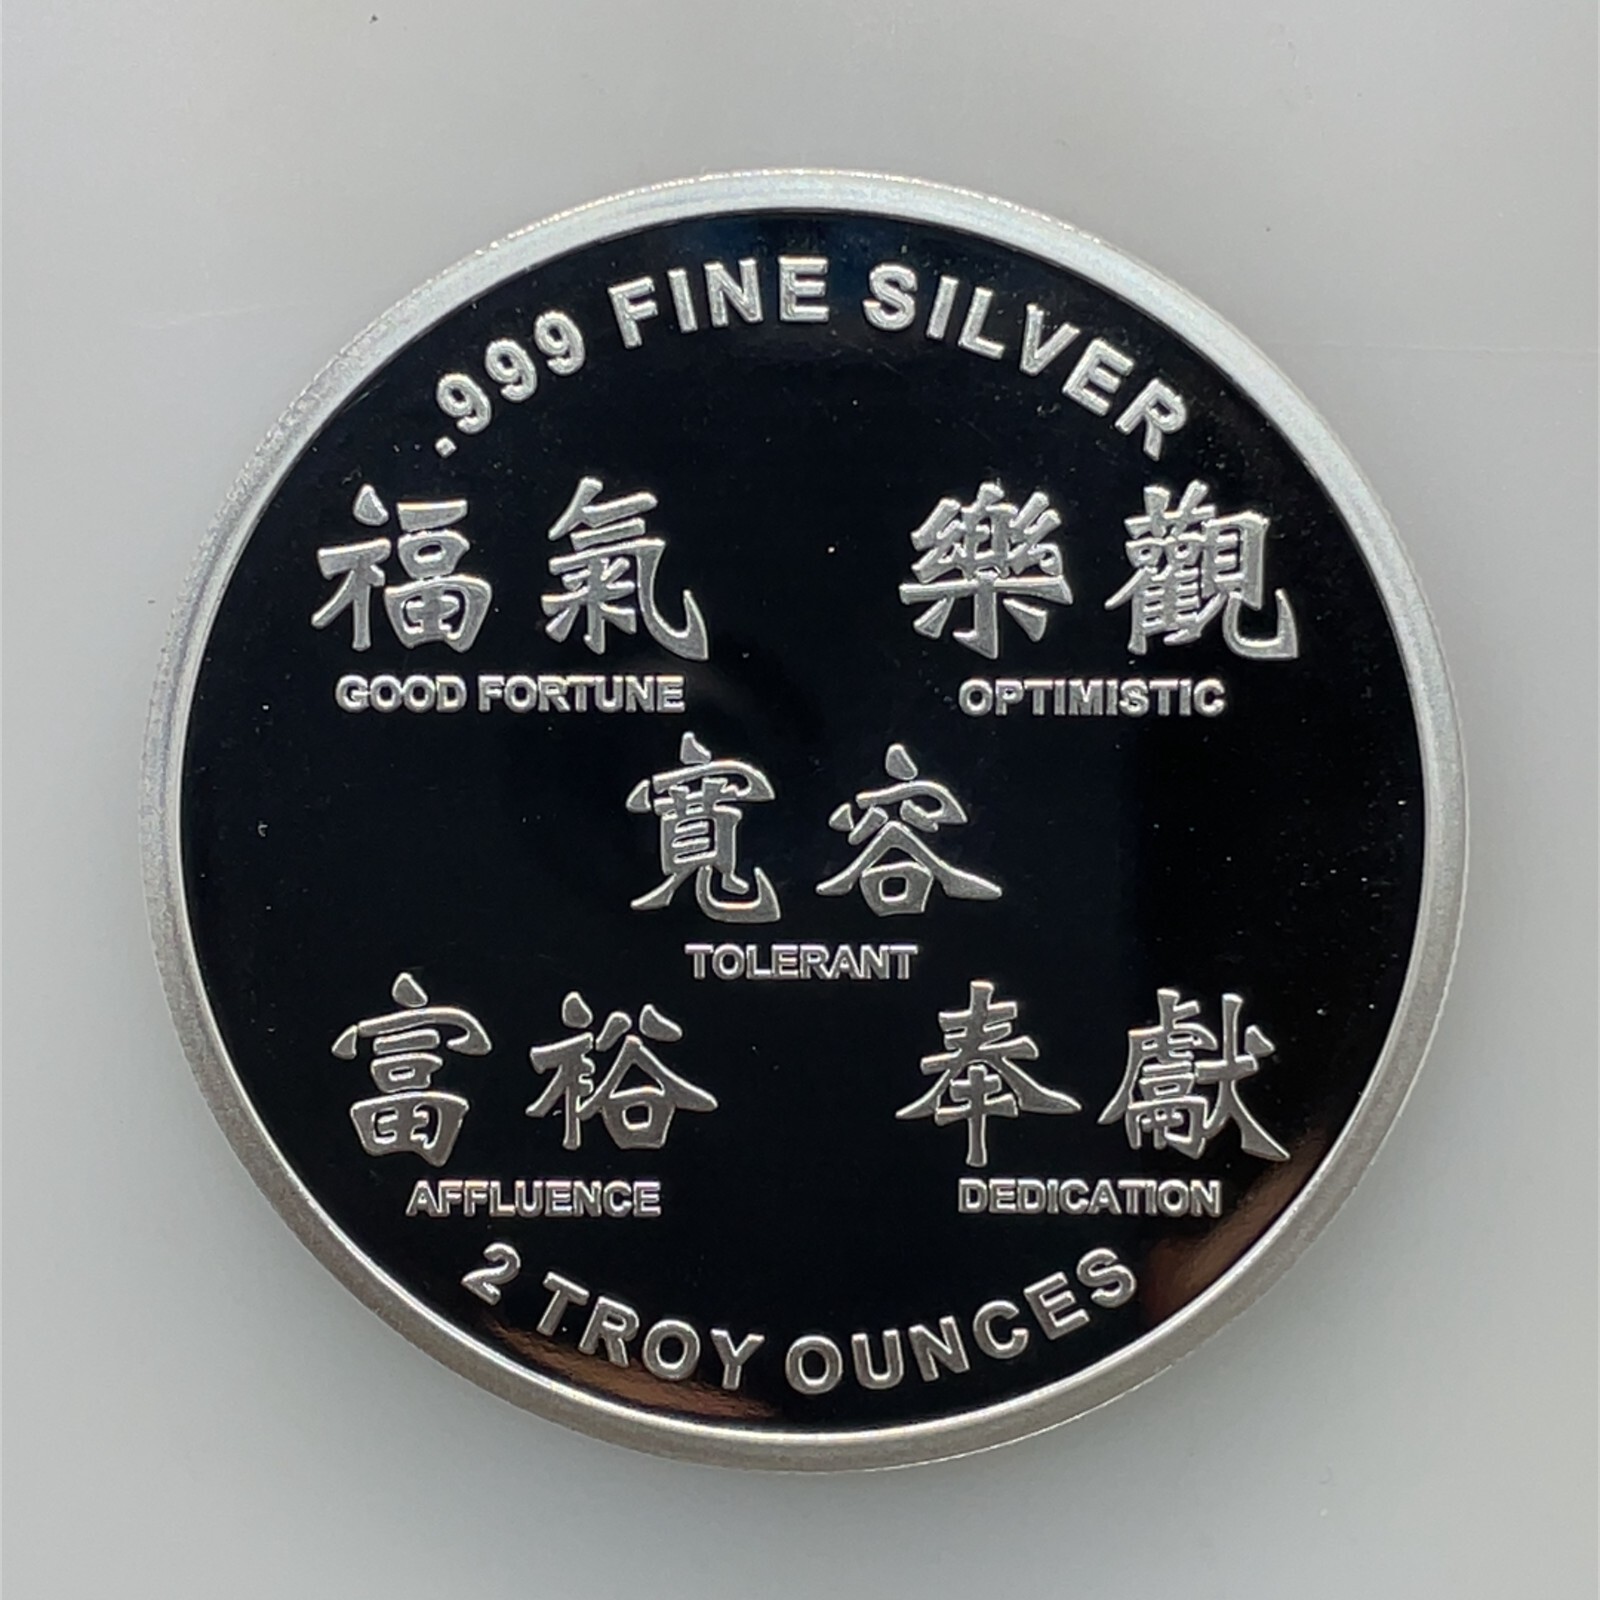 .999 FINE SILVER
福氣
GOOD FORTUNE
樂觀
OPTIMISTIC
寬容
TOLERANT
富裕
AFFLUENCE
奉獻
DEDICATION
2 TROY OUNCES